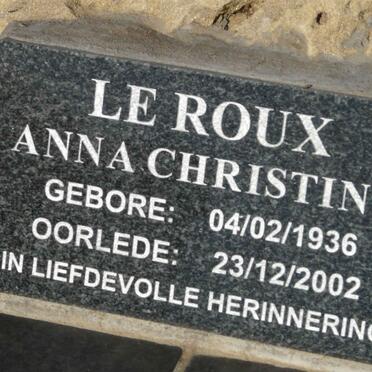 LE ROUX
ANNA CHRISTIN
GEBORE: 04/02/1936
OORLEDE: 23/12/2002
IN LIEFDEVOLLE HERINNERING